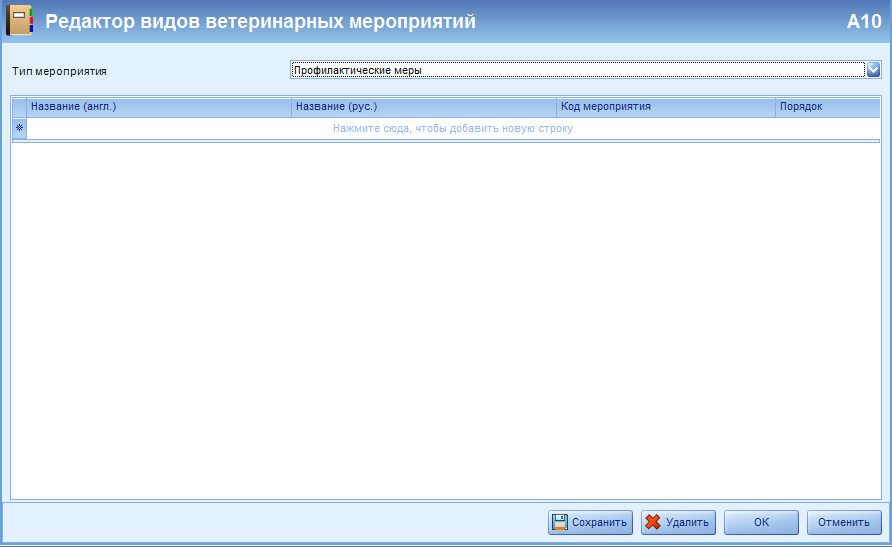 Редактор видов ветеринарных мероприятий A10
Тип мероприятия Профилактические меры
Название (англ.) Название (рус.) Код мероприятия Порядок
Нажмите сюда, чтобы добавить новую строку
Сохранить Удалить OK Отменить